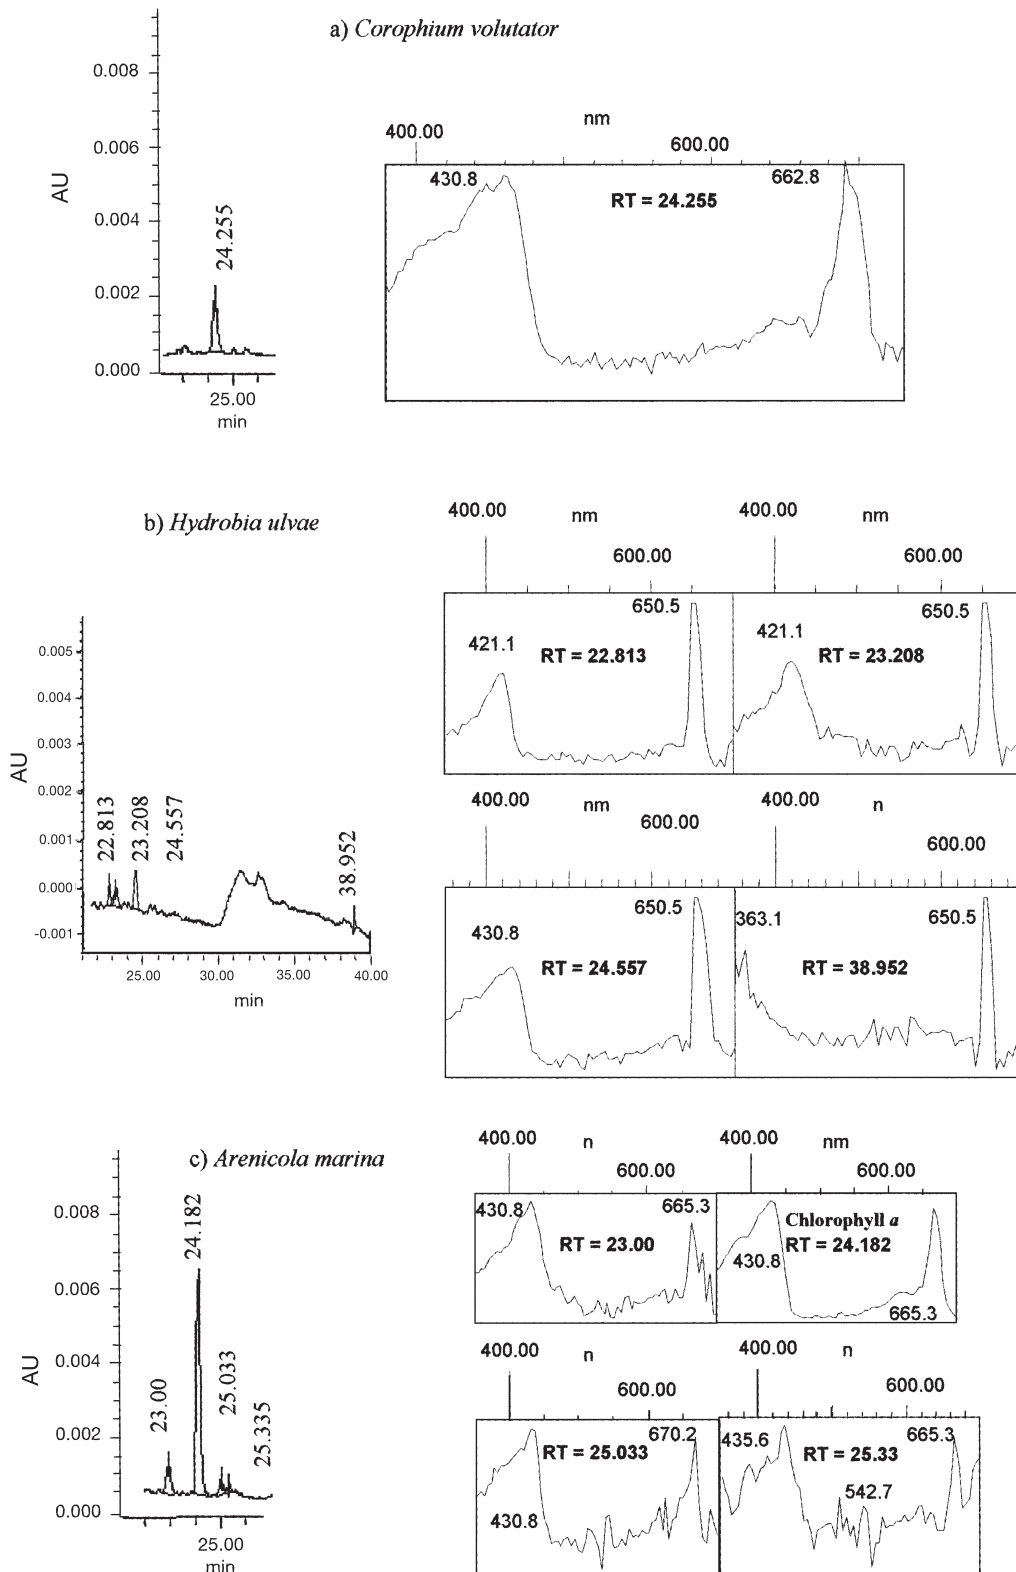 a) Corophium volutator
0.008
0.006
0.004
0.002
0.000
AU
24.255
25.00
min
nm
400.00
600.00
430.8
662.8
RT = 24.255
b) Hydrobia ulvae
0.005
0.004
0.003
0.002
0.001
0.000
-0.001
AU
22.813
23.208
24.557
38.952
25.00
30.00
35.00
40.00
min
400.00
nm
600.00
650.5
421.1
RT = 22.813
400.00
nm
600.00
650.5
421.1
RT = 23.208
400.00
nm
600.00
650.5
430.8
RT = 24.557
400.00
n
600.00
363.1
650.5
RT = 38.952
c) Arenicola marina
0.008
0.006
0.004
0.002
0.000
AU
23.00
24.182
25.033
25.335
25.00
min
400.00
n
600.00
430.8
665.3
RT = 23.00
400.00
nm
600.00
Chlorophyll a
RT = 24.182
430.8
665.3
400.00
n
600.00
670.2
RT = 25.033
430.8
400.00
n
600.00
435.6
665.3
RT = 25.33
542.7